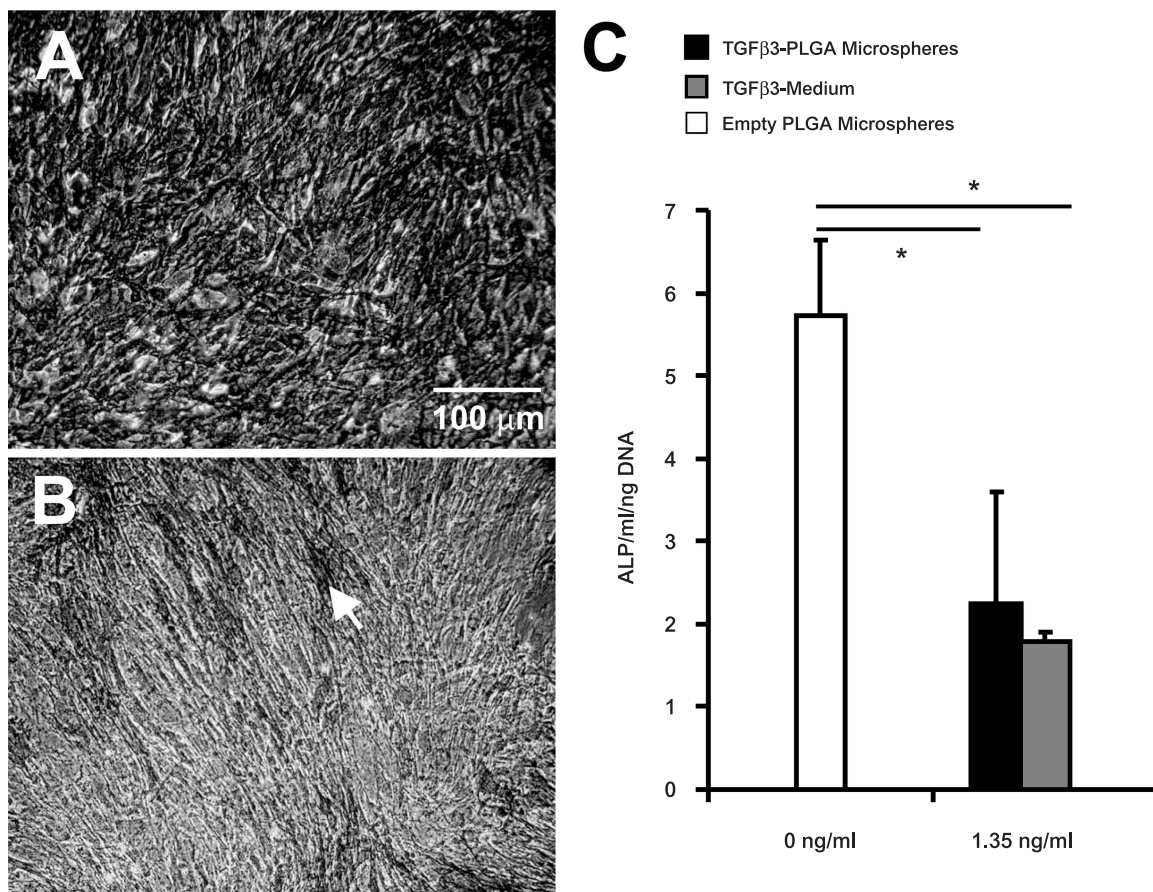 A
100 μm
B
C
TGFβ3-PLGA Microspheres
TGFβ3-Medium
Empty PLGA Microspheres
*
*
7
6
5
4
3
2
1
0
ALP/ml/ng DNA
0 ng/ml
1.35 ng/ml